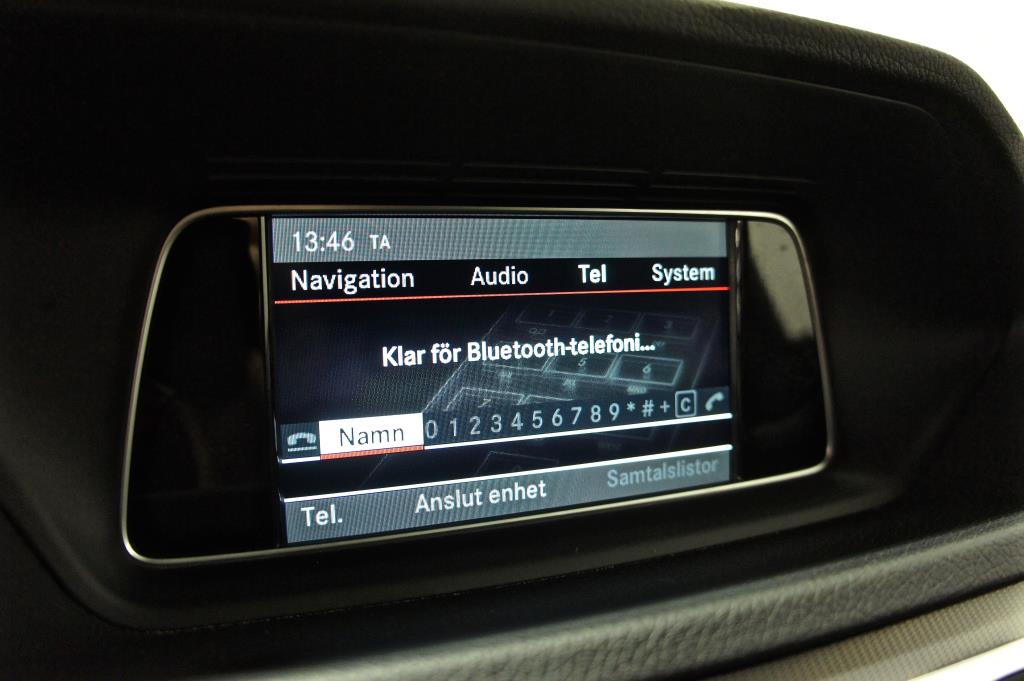 13:46 TA
Navigation Audio Tel System
Klar för Bluetooth-telefoni...
Namn 0 1 2 3 4 5 6 7 8 9 * # + C
Tel. Anslut enhet Samtalslistor